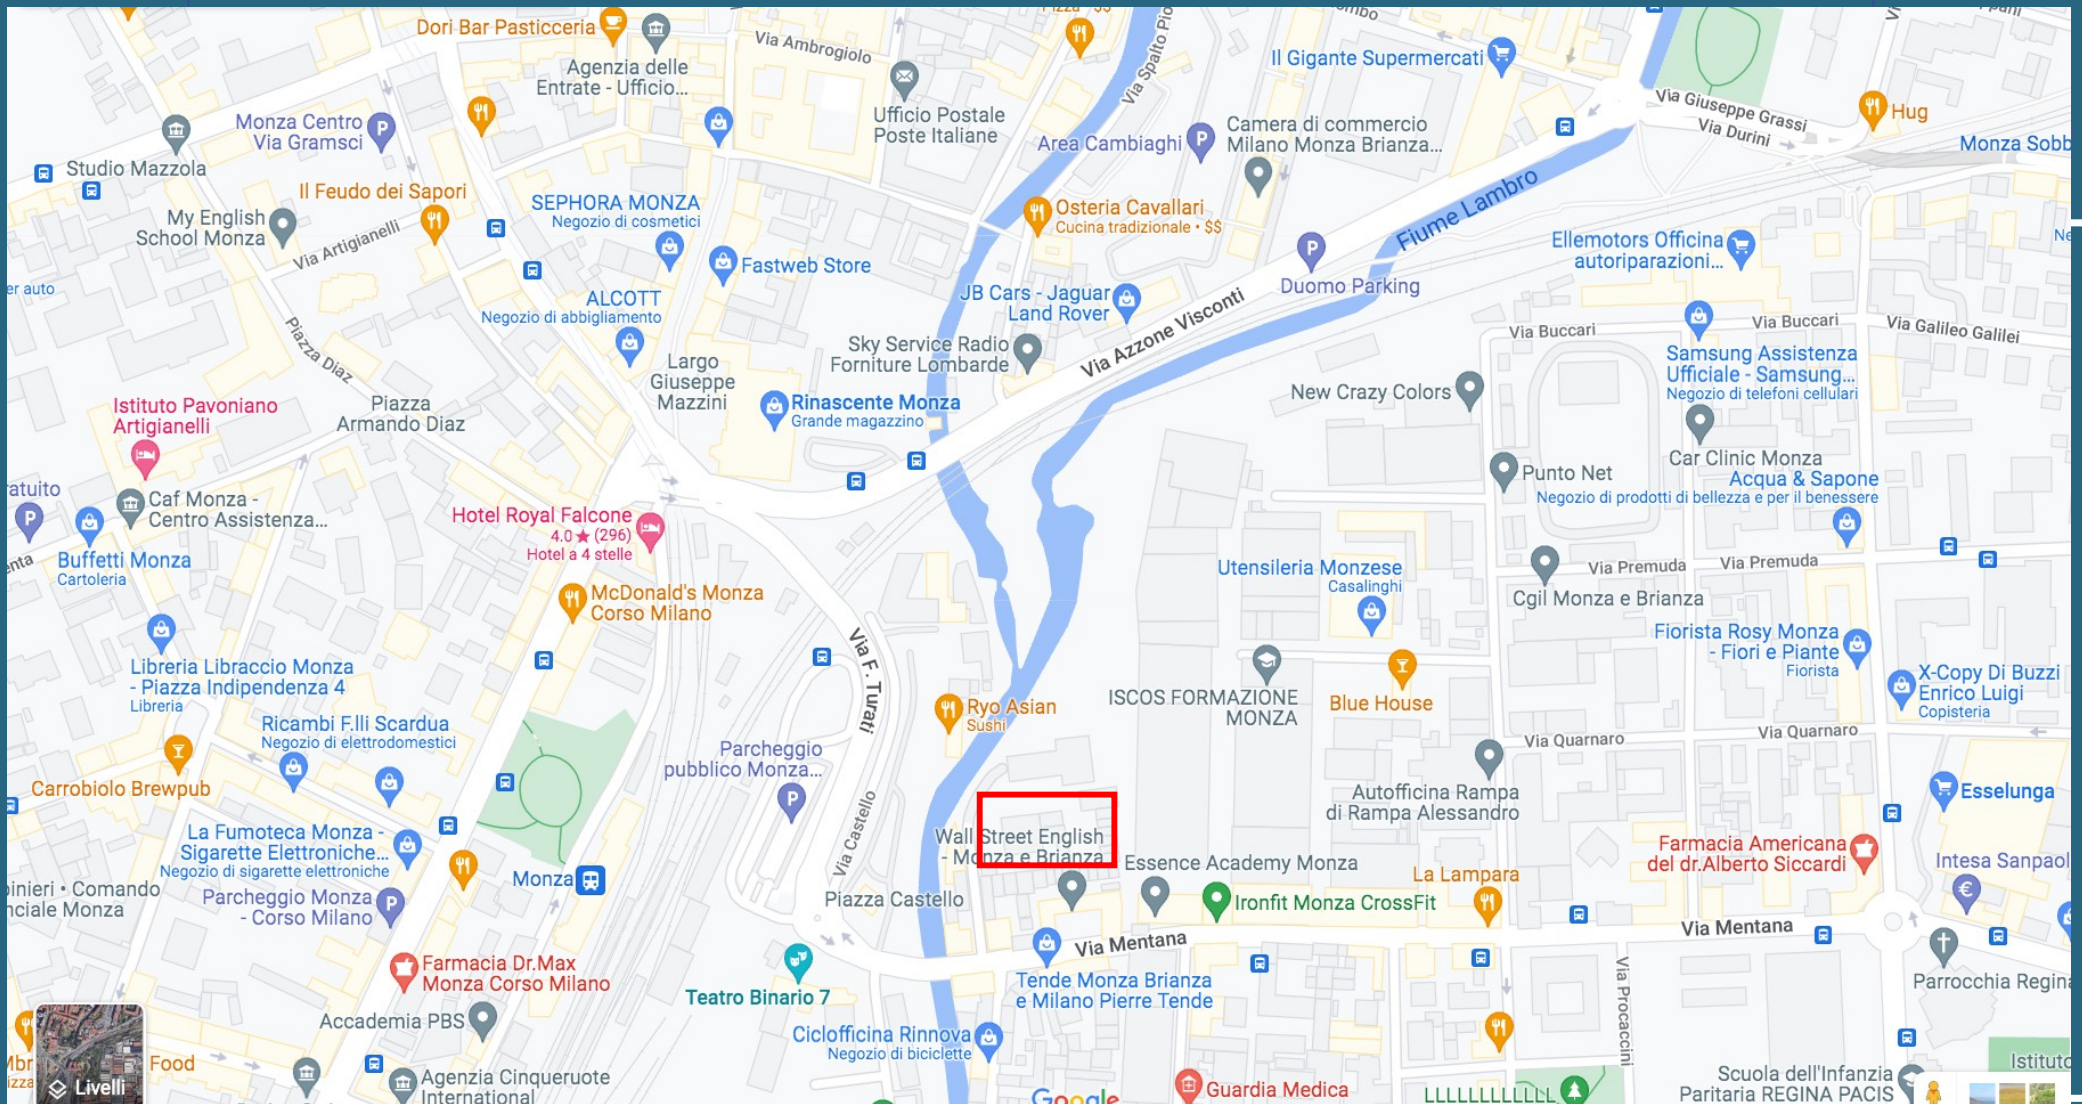 Dori Bar Pasticceria
Agenzia delle
Entrate - Ufficio...
Via Ambrogiolo
Via Spalto
Il Gigante Supermercati
Via Giuseppe Grassi
Via Durini
Hug
Monza Sobb
Monza Centro
Via Gramsci
Studio Mazzola
Ufficio Postale
Poste Italiane
Area Cambiaghi
Camera di commercio
Milano Monza Brianza...
Il Feudo dei Sapori
My English
School Monza
Via Artigianelli
SEPHORA MONZA
Negozio di cosmetici
Fastweb Store
Osteria Cavallari
Cucina tradizionale • $$
Fiume Lambro
Duomo Parking
Ellemotors Officina
autoriparazioni...
er auto
ALCOTT
Negozio di abbigliamento
JB Cars - Jaguar
Land Rover
Via Azzone Visconti
Sky Service Radio
Forniture Lombarde
Largo
Giuseppe
Mazzini
Via Buccari
Via Buccari
Via Galileo Galilei
Samsung Assistenza
Ufficiale - Samsung...
Negozio di telefoni cellulari
Piazza Diaz
Piazza
Armando Diaz
Rinascente Monza
Grande magazzino
New Crazy Colors
Istituto Pavoniano
Artigianelli
Car Clinic Monza
Punto Net
Acqua & Sapone
Negozio di prodotti di bellezza e per il benessere
ratuito
Caf Monza -
Centro Assistenza...
Hotel Royal Falcone
4.0★(296)
Hotel a 4 stelle
Buffetti Monza
Cartoleria
enta
McDonald's Monza
Corso Milano
Utensileria Monzese
Casalinghi
Via Premuda
Via Premuda
Cgil Monza e Brianza
Via F. Turati
Fiorista Rosy Monza
- Fiori e Piante
Fiorista
Libreria Libraccio Monza
- Piazza Indipendenza 4
Libreria
X-Copy Di Buzzi
Enrico Luigi
Copisteria
Ryo Asian
Sushi
ISCOS FORMAZIONE
MONZA
Blue House
Ricambi F.lli Scardua
Negozio di elettrodomestici
Parcheggio
pubblico Monza...
Via Quarnaro
Via Quarnaro
Carrobiolo Brewpub
Autofficina Rampa
di Rampa Alessandro
Esselunga
La Fumoteca Monza -
Sigarette Elettroniche...
Negozio di sigarette elettroniche
Via Castello
Wall Street English
- Monza e Brianza
Essence Academy Monza
Farmacia Americana
del dr.Alberto Siccardi
Intesa Sanpaol
Monza
La Lampara
inieri • Comando
nciale Monza
Parcheggio Monza
- Corso Milano
Piazza Castello
Ironfit Monza CrossFit
Via Mentana
Via Mentana
Farmacia Dr.Max
Monza Corso Milano
Teatro Binario 7
Tende Monza Brianza
e Milano Pierre Tende
Via Procaccini
Parrocchia Regina
Accademia PBS
Ciclofficina Rinnova
Negozio di biciclette
Food
Livelli
Agenzia Cinqueruote
International
Google
Guardia Medica
LLLLLLLLLLLL
Scuola dell'Infanzia
Paritaria REGINA PACIS
Istituto